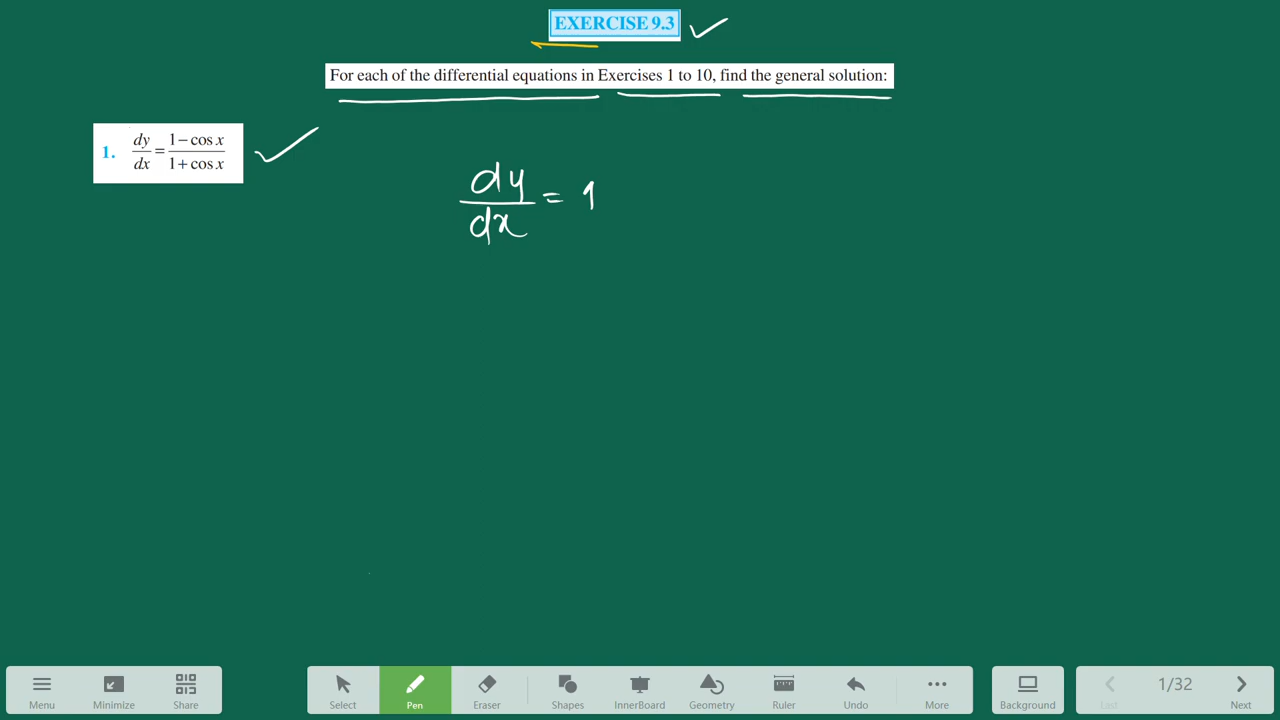 EXERCISE 9.3
For each of the differential equations in Exercises 1 to 10, find the general solution:
1. dy/dx = (1 − cos x)/(1 + cos x)
dy/dx = 1
Menu Minimize Share Select Pen Eraser Shapes InnerBoard Geometry Ruler Undo More Background Last 1/32 Next